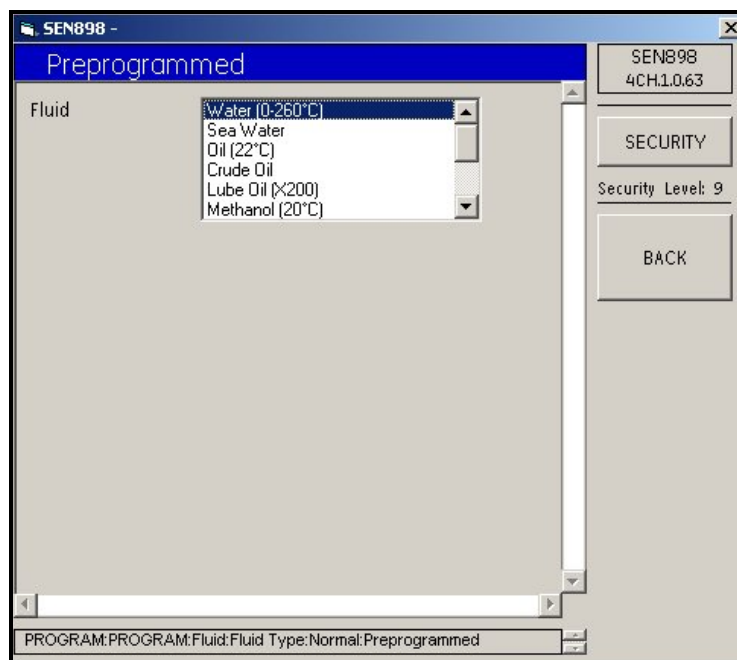 SEN898 -
Preprogrammed
SEN898
4CH.1.0.63
Fluid
Water (0-260°C)
Sea Water
Oil (22°C)
Crude Oil
Lube Oil (X200)
Methanol (20°C)
SECURITY
Security Level: 9
BACK
PROGRAM:PROGRAM:Fluid:Fluid Type:Normal:Preprogrammed